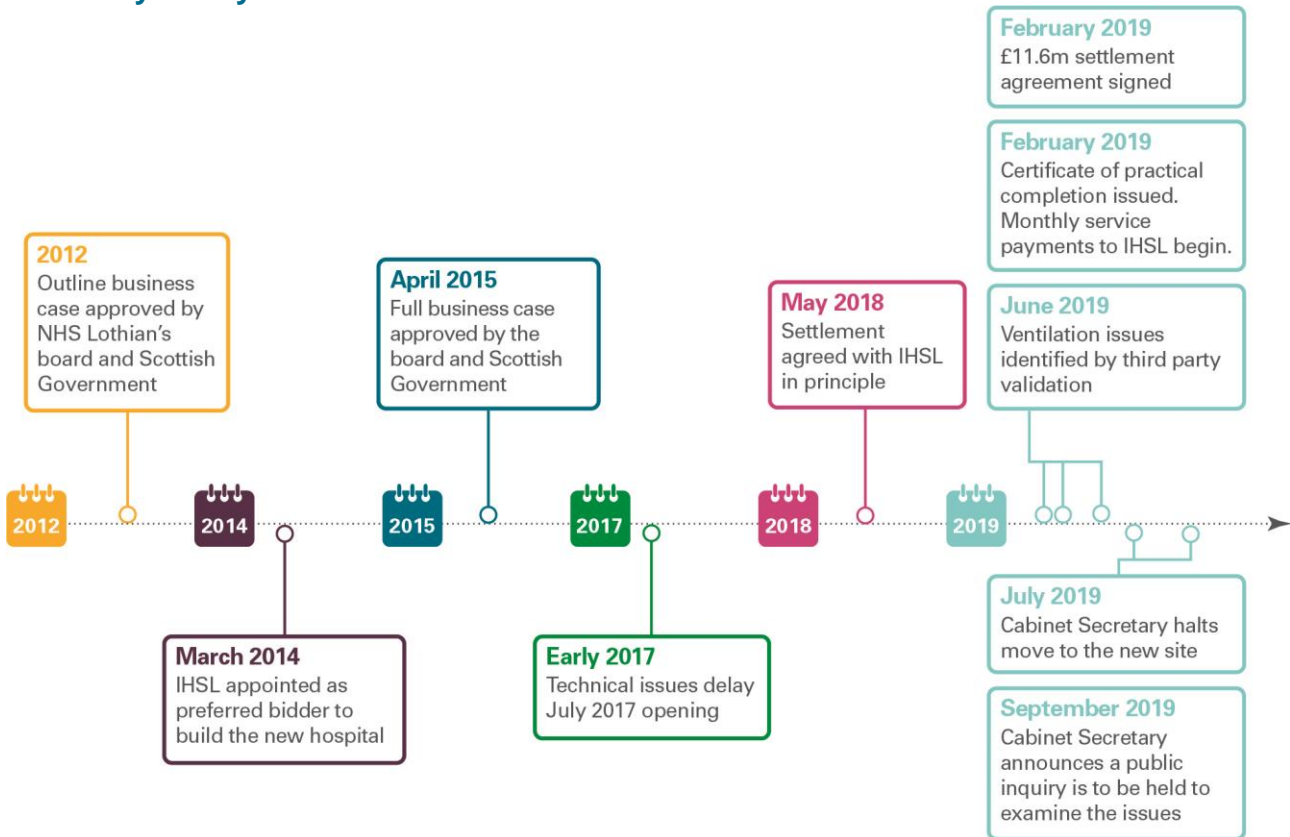 February 2019
£11.6m settlement
agreement signed
February 2019
Certificate of practical
completion issued.
Monthly service
payments to IHSL begin.
2012
Outline business
case approved by
NHS Lothian’s
board and Scottish
Government
April 2015
Full business case
approved by the
board and Scottish
Government
May 2018
Settlement
agreed with IHSL
in principle
June 2019
Ventilation issues
identified by third party
validation
2012
2014
2015
2017
2018
2019
March 2014
IHSL appointed as
preferred bidder to
build the new hospital
Early 2017
Technical issues delay
July 2017 opening
July 2019
Cabinet Secretary halts
move to the new site
September 2019
Cabinet Secretary
announces a public
inquiry is to be held to
examine the issues